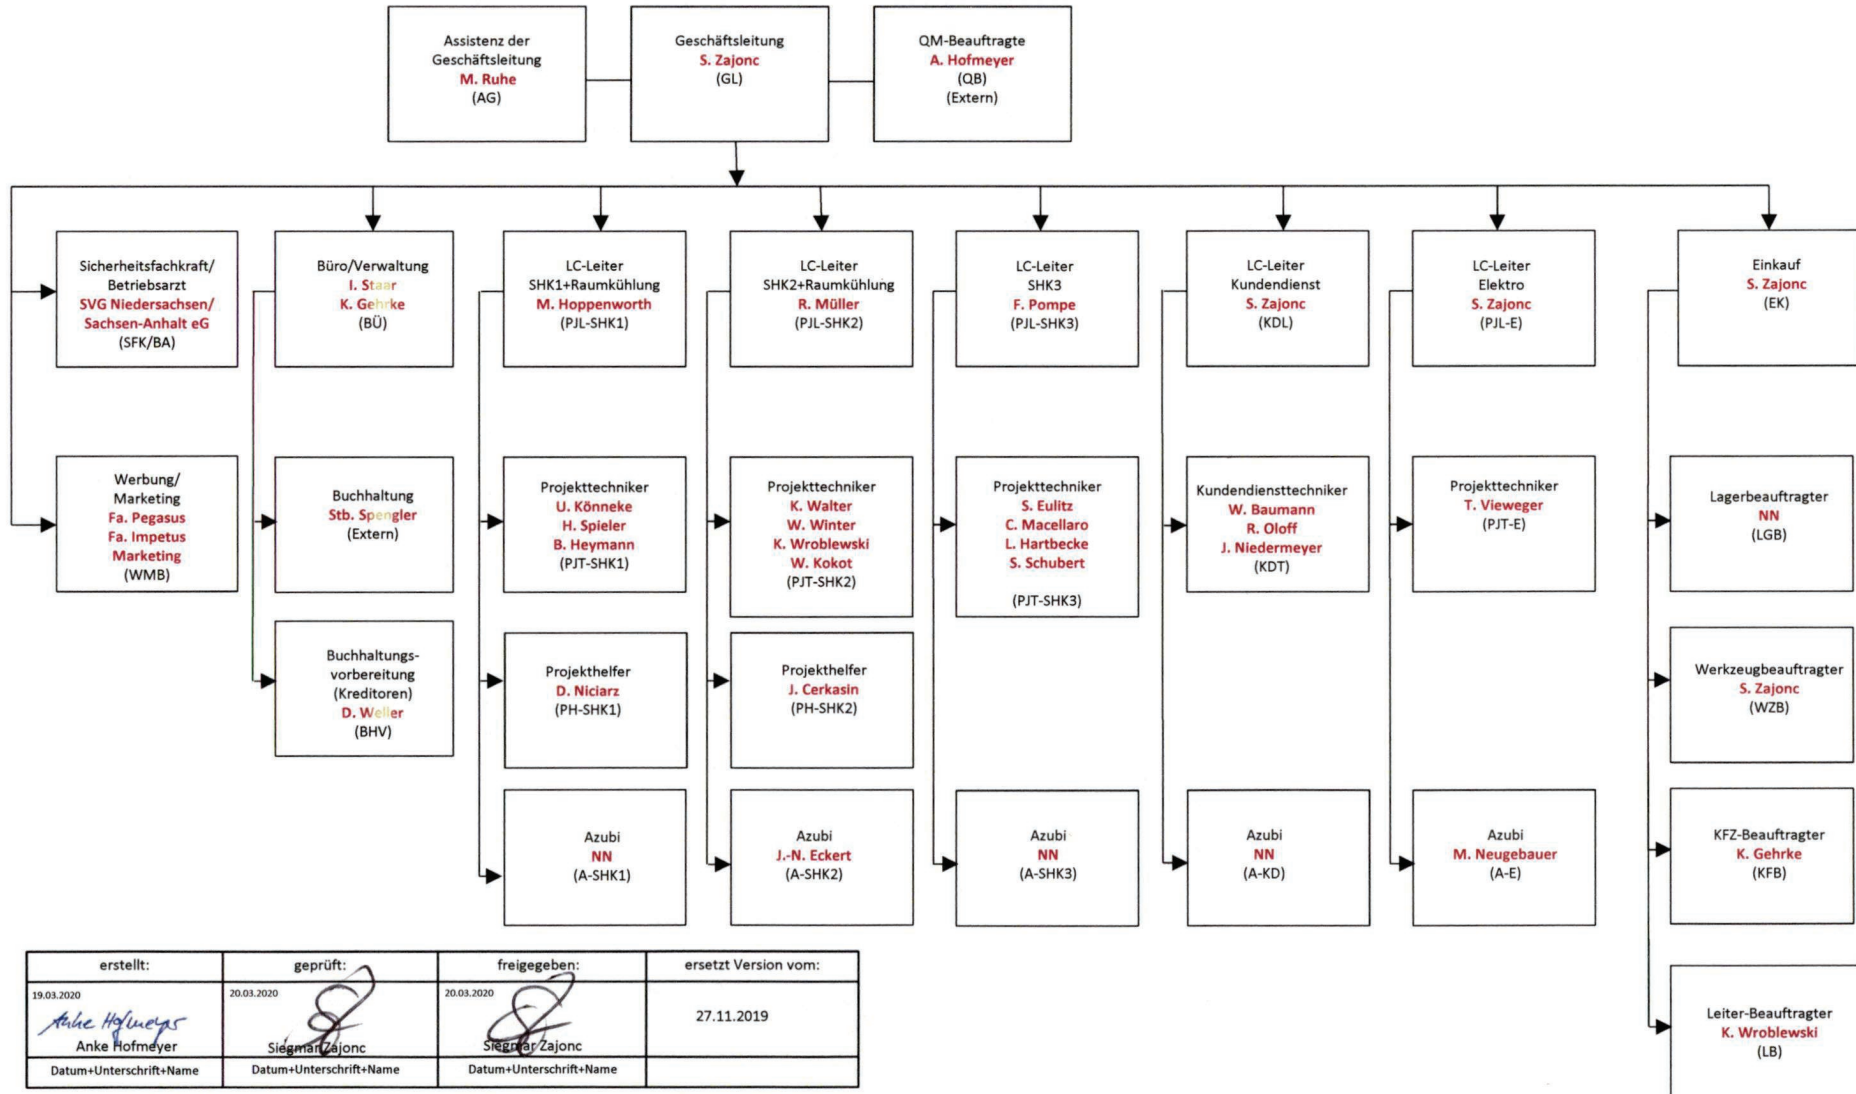 Assistenz der
Geschäftsleitung
M. Ruhe
(AG)
Geschäftsleitung
S. Zajonc
(GL)
QM-Beauftragte
A. Hofmeyer
(QB)
(Extern)
Sicherheitsfachkraft/
Betriebsarzt
SVG Niedersachsen/
Sachsen-Anhalt eG
(SFK/BA)
Büro/Verwaltung
I. Staar
K. Gehrke
(BÜ)
LC-Leiter
SHK1+Raumkühlung
M. Hoppenworth
(PJL-SHK1)
LC-Leiter
SHK2+Raumkühlung
R. Müller
(PJL-SHK2)
LC-Leiter
SHK3
F. Pompe
(PJL-SHK3)
LC-Leiter
Kundendienst
S. Zajonc
(KDL)
LC-Leiter
Elektro
S. Zajonc
(PJL-E)
Einkauf
S. Zajonc
(EK)
Werbung/
Marketing
Fa. Pegasus
Fa. Impetus
Marketing
(WMB)
Buchhaltung
Stb. Spengler
(Extern)
Projekttechniker
U. Könneke
H. Spieler
B. Heymann
(PJT-SHK1)
Projekttechniker
K. Walter
W. Winter
K. Wroblewski
W. Kokot
(PJT-SHK2)
Projekttechniker
S. Eulitz
C. Macellaro
L. Hartbecke
S. Schubert
(PJT-SHK3)
Kundendiensttechniker
W. Baumann
R. Oloff
J. Niedermeyer
(KDT)
Projekttechniker
T. Vieweger
(PJT-E)
Lagerbeauftragter
NN
(LGB)
Buchhaltungs-
vorbereitung
(Kreditoren)
D. Weller
(BHV)
Projekthelfer
D. Niciarz
(PH-SHK1)
Projekthelfer
J. Cerkasin
(PH-SHK2)
Werkzeugbeauftragter
S. Zajonc
(WZB)
Azubi
NN
(A-SHK1)
Azubi
J.-N. Eckert
(A-SHK2)
Azubi
NN
(A-SHK3)
Azubi
NN
(A-KD)
Azubi
M. Neugebauer
(A-E)
KFZ-Beauftragter
K. Gehrke
(KFB)
Leiter-Beauftragter
K. Wroblewski
(LB)
erstellt: geprüft: freigegeben: ersetzt Version vom:
19.03.2020 20.03.2020 20.03.2020
27.11.2019
Anke Hofmeyer
Anke Hofmeyer Siegmar Zajonc Siegmar Zajonc
Datum+Unterschrift+Name Datum+Unterschrift+Name Datum+Unterschrift+Name